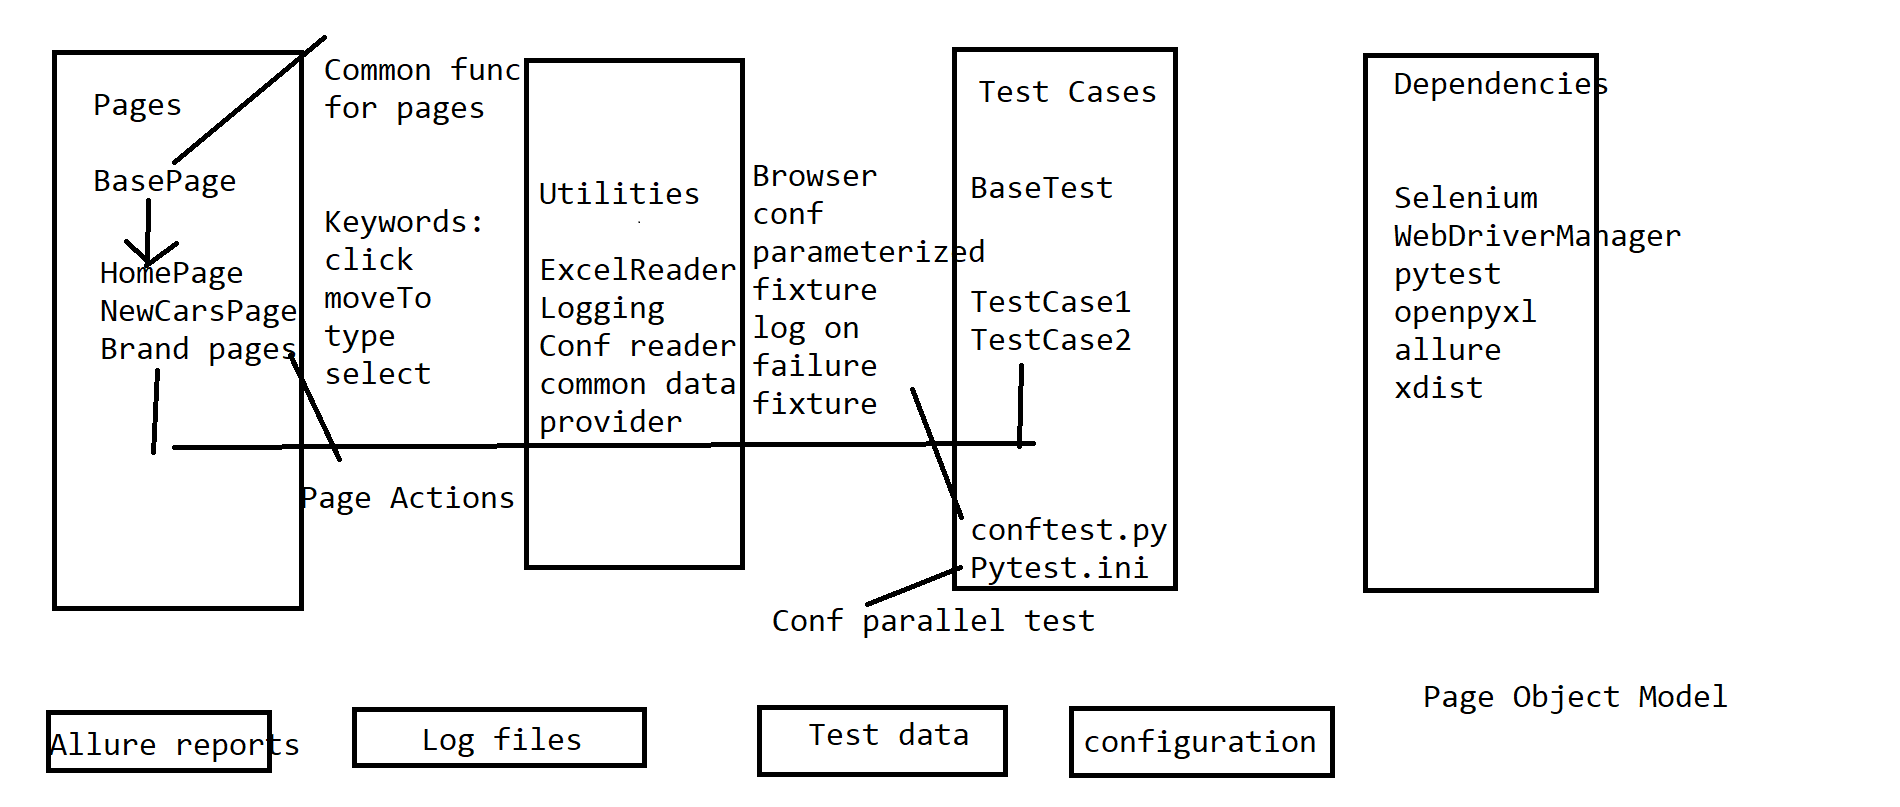 Pages
BasePage
HomePage
NewCarsPage
Brand pages
Common func
for pages
Keywords:
click
moveTo
type
select
Page Actions
Utilities
ExcelReader
Logging
Conf reader
common data
provider
Browser
conf
parameterized
fixture
log on
failure
fixture
Test Cases
BaseTest
TestCase1
TestCase2
conftest.py
Pytest.ini
Conf parallel test
Dependencies
Selenium
WebDriverManager
pytest
openpyxl
allure
xdist
Page Object Model
Allure reports
Log files
Test data
configuration